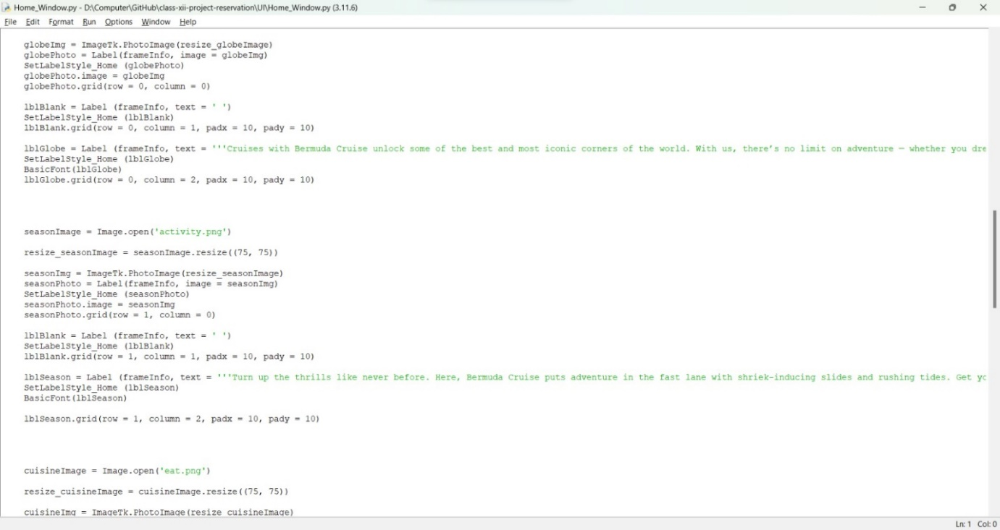 Home_Window.py - D:\Computer\GitHub\class-xii-project-reservation\UI\Home_Window.py (3.11.6)
File Edit Format Run Options Window Help
globeImg = ImageTk.PhotoImage(resize_globeImage)
globePhoto = Label(frameInfo, image = globeImg)
SetLabelStyle_Home (globePhoto)
globePhoto.image = globeImg
globePhoto.grid(row = 0, column = 0)
lblBlank = Label (frameInfo, text = ' ')
SetLabelStyle_Home (lblBlank)
lblBlank.grid(row = 0, column = 1, padx = 10, pady = 10)
lblGlobe = Label (frameInfo, text = '''Cruises with Bermuda Cruise unlock some of the best and most iconic corners of the world. With us, there's no limit on adventure — whether you dre
SetLabelStyle_Home (lblGlobe)
BasicFont(lblGlobe)
lblGlobe.grid(row = 0, column = 2, padx = 10, pady = 10)
seasonImage = Image.open('activity.png')
resize_seasonImage = seasonImage.resize((75, 75))
seasonImg = ImageTk.PhotoImage(resize_seasonImage)
seasonPhoto = Label(frameInfo, image = seasonImg)
SetLabelStyle_Home (seasonPhoto)
seasonPhoto.image = seasonImg
seasonPhoto.grid(row = 1, column = 0)
lblBlank = Label (frameInfo, text = ' ')
SetLabelStyle_Home (lblBlank)
lblBlank.grid(row = 1, column = 1, padx = 10, pady = 10)
lblSeason = Label (frameInfo, text = '''Turn up the thrills like never before. Here, Bermuda Cruise puts adventure in the fast lane with shriek-inducing slides and rushing tides. Get yo
SetLabelStyle_Home (lblSeason)
BasicFont(lblSeason)
lblSeason.grid(row = 1, column = 2, padx = 10, pady = 10)
cuisineImage = Image.open('eat.png')
resize_cuisineImage = cuisineImage.resize((75, 75))
cuisineImg = ImageTk.PhotoImage(resize_cuisineImage)
Ln: 1 Col: 0